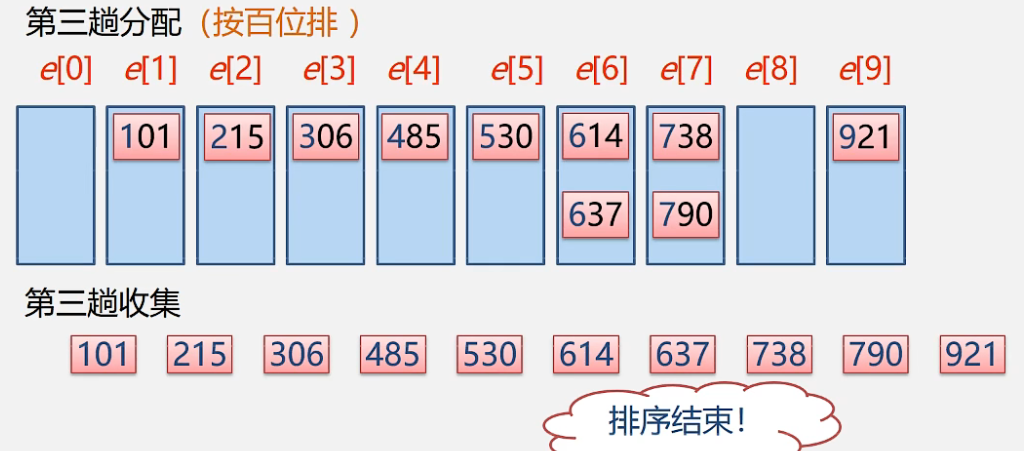 第三趟分配（按百位排 ）
e[0] e[1] e[2] e[3] e[4] e[5] e[6] e[7] e[8] e[9]
101 215 306 485 530 614 738 921
637 790
第三趟收集
101 215 306 485 530 614 637 738 790 921
排序结束!